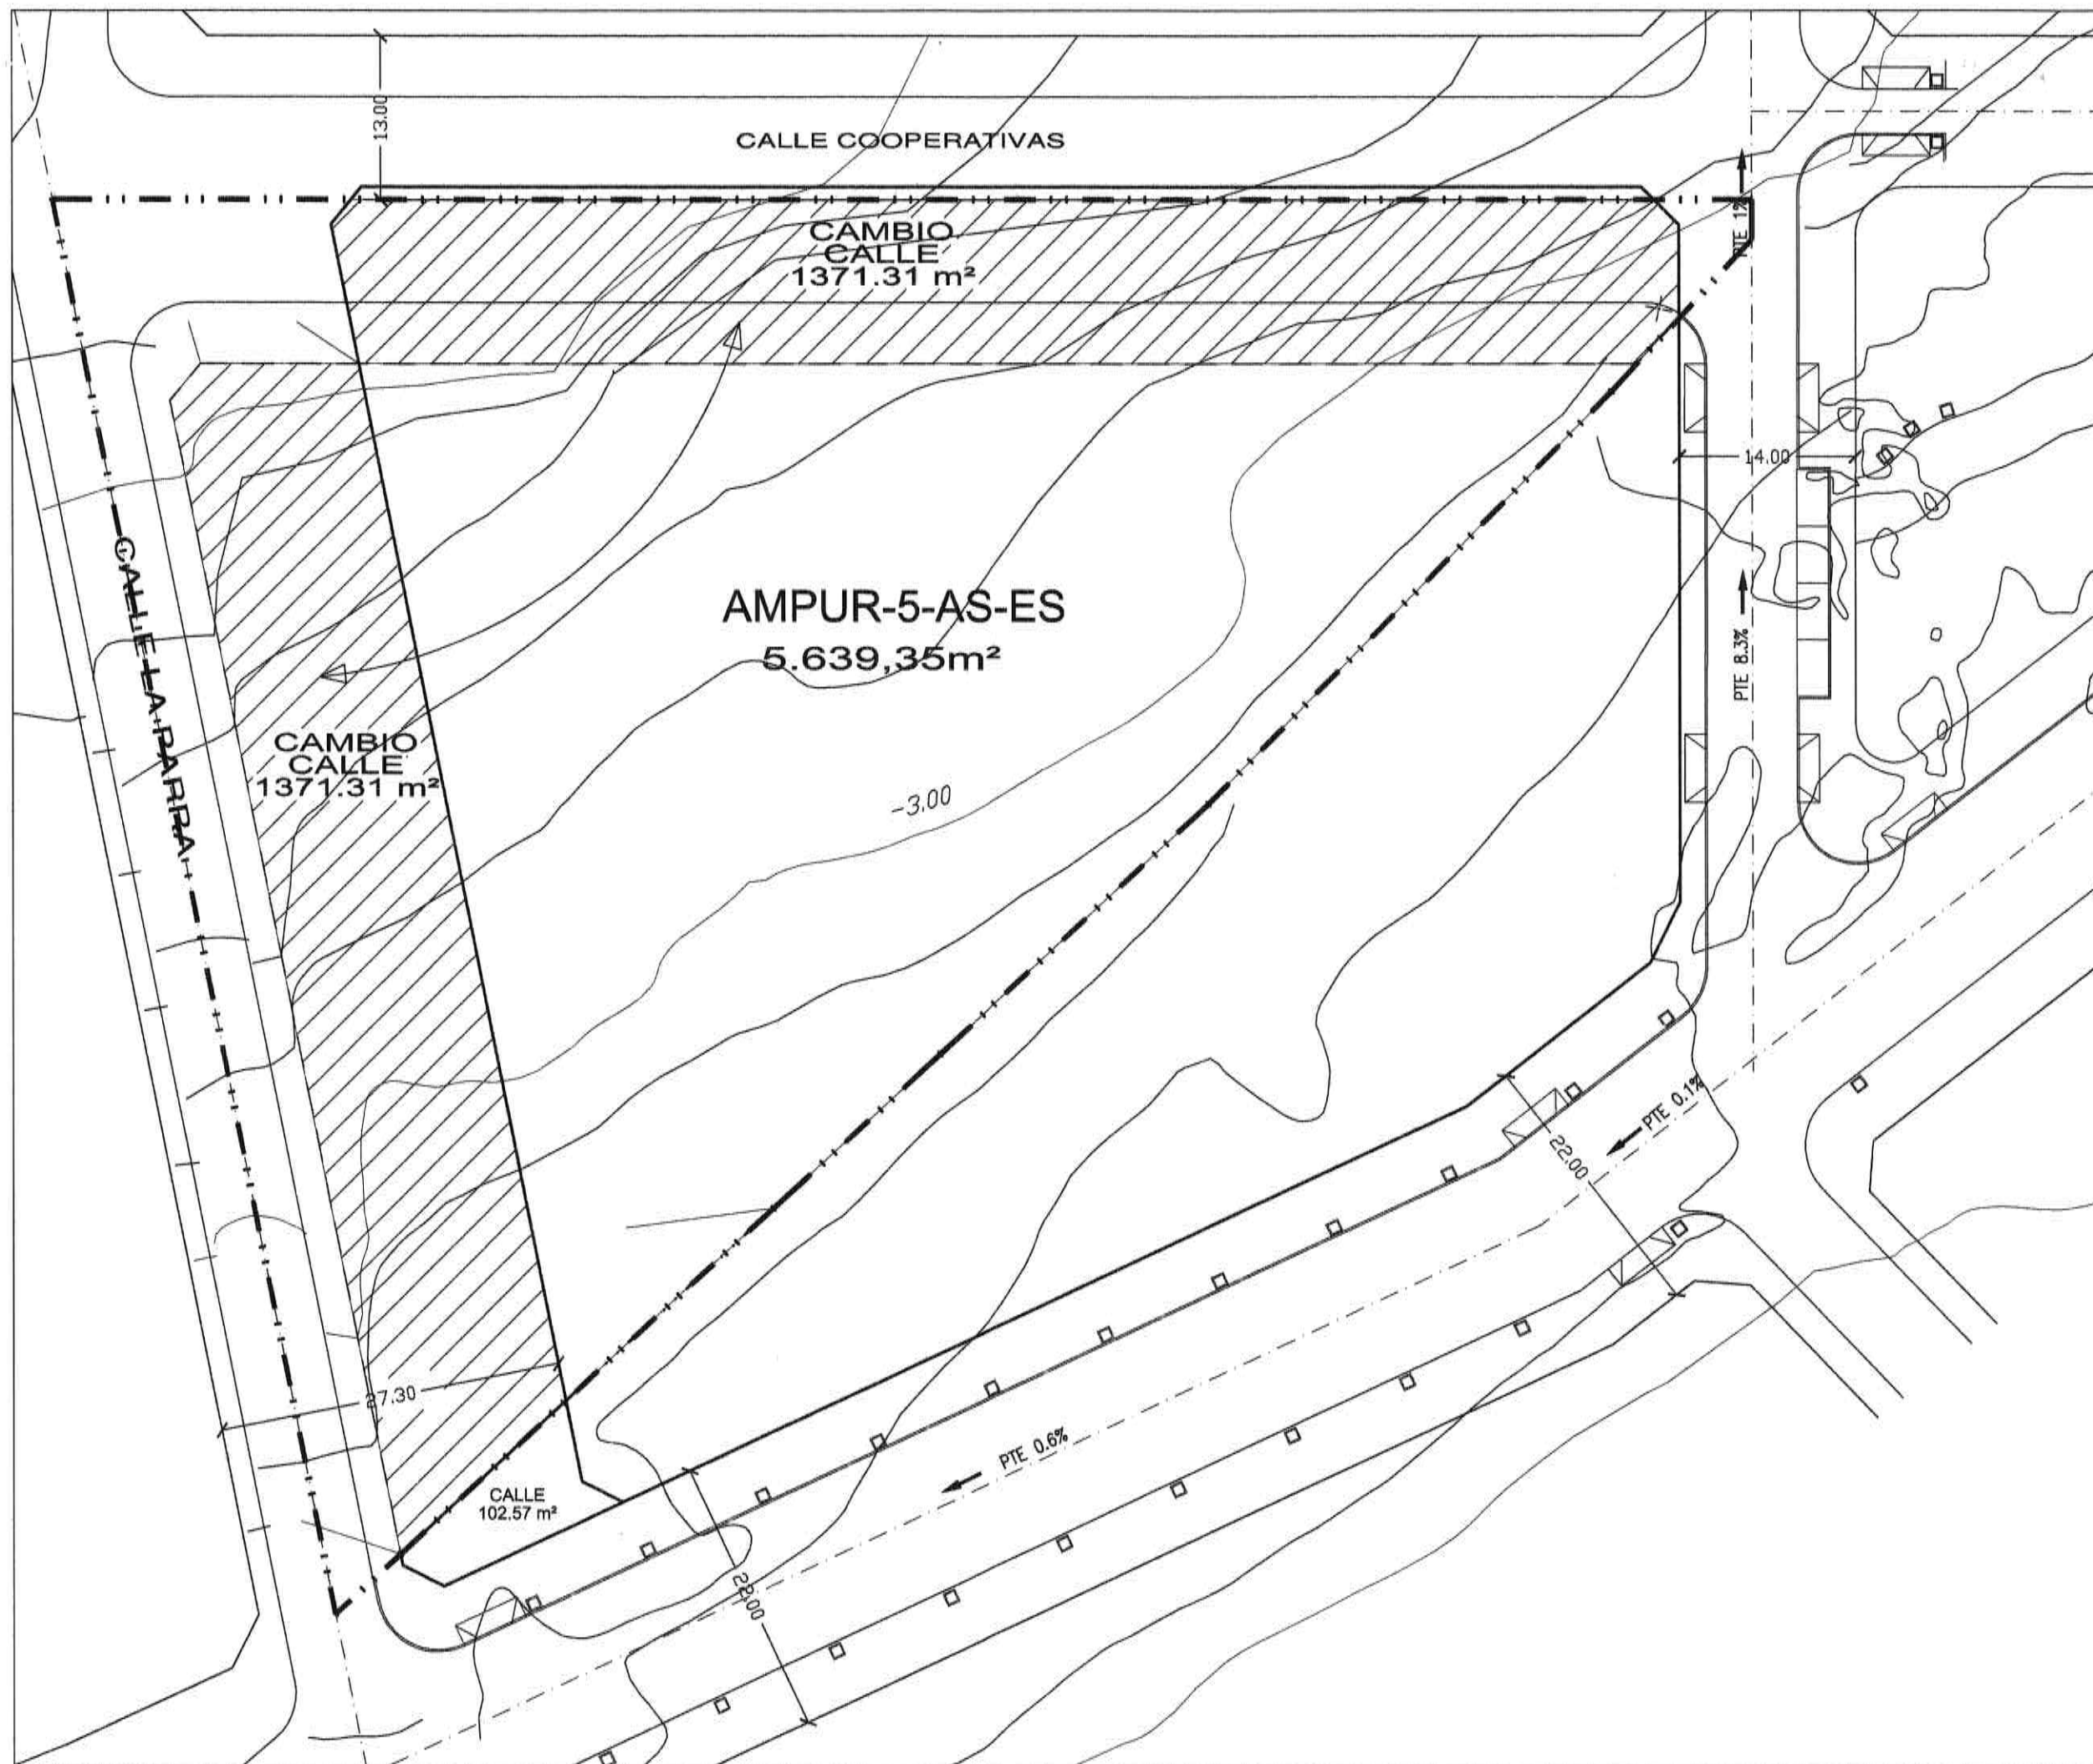 13.00
CALLE COOPERATIVAS
CAMBIO
CALLE
1371.31 m²
PTE 1%
14.00
CALLE LA PARRA
AMPUR-5-AS-ES
5.639,35m²
PTE 8.3%
CAMBIO
CALLE
1371.31 m²
-3,00
PTE 0.1%
22.00
27.30
PTE 0.6%
CALLE
102.57 m²
22.00